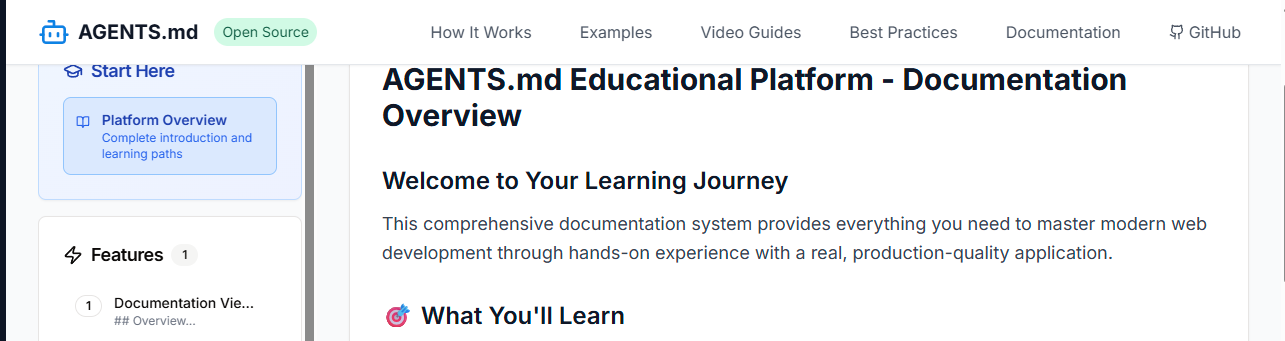 AGENTS.md Open Source How It Works Examples Video Guides Best Practices Documentation GitHub
Start Here
Platform Overview
Complete introduction and
learning paths
Features 1
1 Documentation Vie...
## Overview...
AGENTS.md Educational Platform - Documentation
Overview
Welcome to Your Learning Journey
This comprehensive documentation system provides everything you need to master modern web
development through hands-on experience with a real, production-quality application.
🎯 What You'll Learn